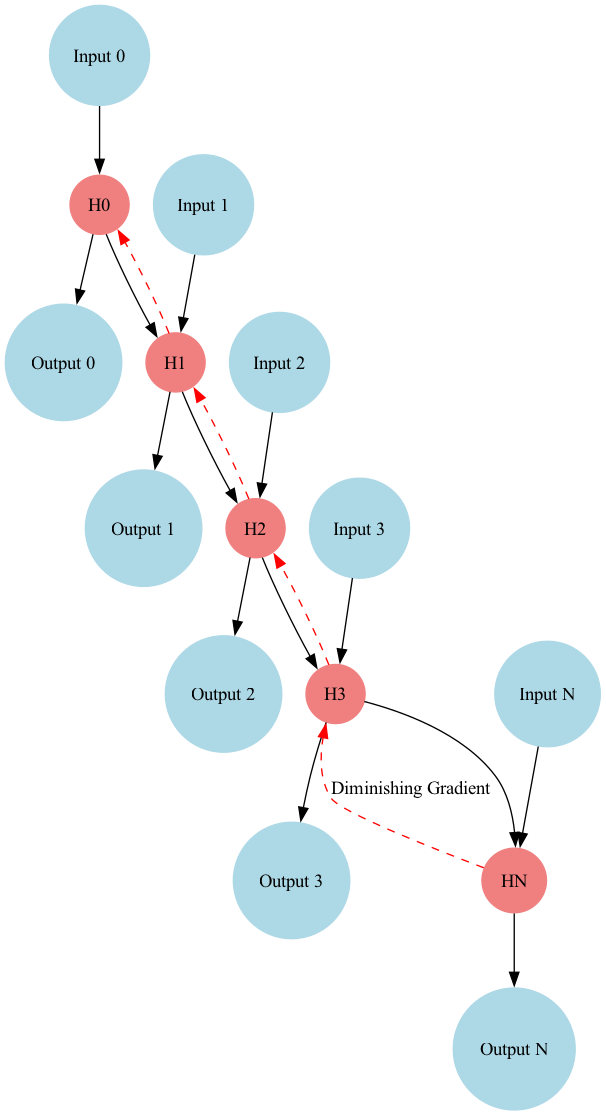 Input 0
H0
Input 1
Output 0
H1
Input 2
Output 1
H2
Input 3
Output 2
H3
Input N
Diminishing Gradient
Output 3
HN
Output N